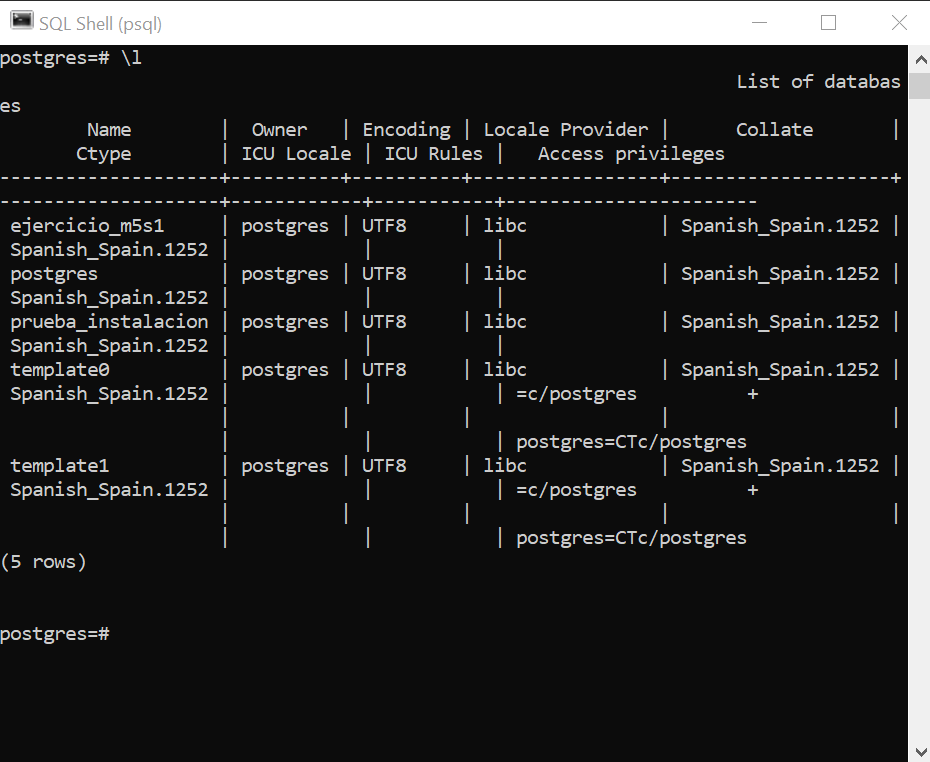 SQL Shell (psql)
postgres=# \l
                                                                   List of databas
es
        Name        |  Owner   | Encoding | Locale Provider |      Collate       |
       Ctype        | ICU Locale | ICU Rules |   Access privileges
--------------------+----------+----------+-----------------+--------------------+
--------------------+------------+-----------+-----------------------
 ejercicio_m5s1     | postgres | UTF8     | libc            | Spanish_Spain.1252 |
 Spanish_Spain.1252 |            |           |
 postgres           | postgres | UTF8     | libc            | Spanish_Spain.1252 |
 Spanish_Spain.1252 |            |           |
 prueba_instalacion | postgres | UTF8     | libc            | Spanish_Spain.1252 |
 Spanish_Spain.1252 |            |           |
 template0          | postgres | UTF8     | libc            | Spanish_Spain.1252 |
 Spanish_Spain.1252 |            |           | =c/postgres          +
                    |          |          |                 |                    |
                    |            |           | postgres=CTc/postgres
 template1          | postgres | UTF8     | libc            | Spanish_Spain.1252 |
 Spanish_Spain.1252 |            |           | =c/postgres          +
                    |          |          |                 |                    |
                    |            |           | postgres=CTc/postgres
(5 rows)
postgres=#